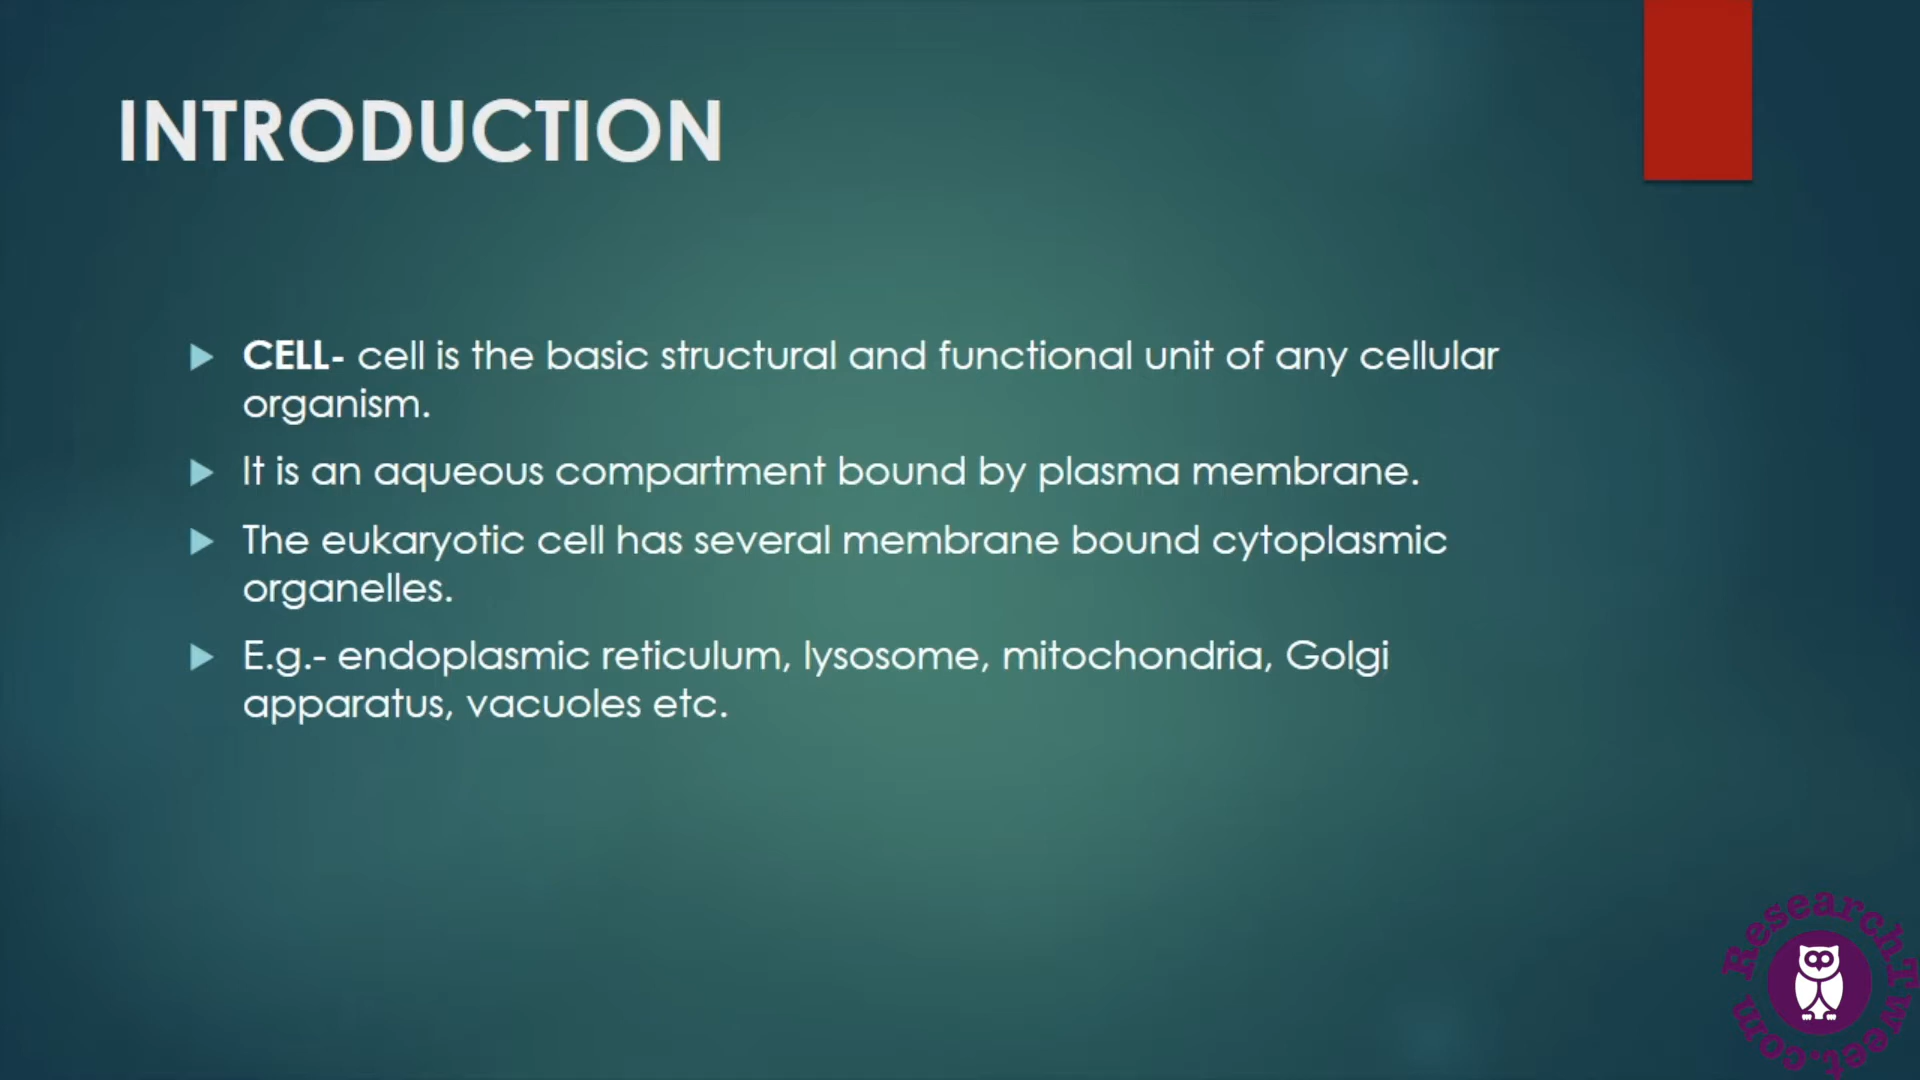 INTRODUCTION
CELL- cell is the basic structural and functional unit of any cellular
organism.
It is an aqueous compartment bound by plasma membrane.
The eukaryotic cell has several membrane bound cytoplasmic
organelles.
E.g.- endoplasmic reticulum, lysosome, mitochondria, Golgi
apparatus, vacuoles etc.
ResearchTweet.com